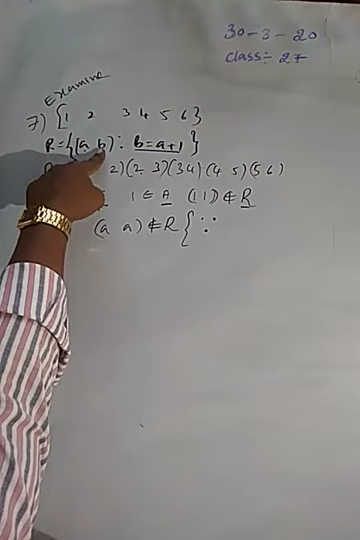 30-3-20
class:- 27
Examine
7) {1 2 3 4 5 6}
R = {(a, b) : b = a+1}
2) (2, 3) (3 4) (4 5) (5 6)
1 ∈ A (1 1) ∉ R
(a a) ∉ R { ∵